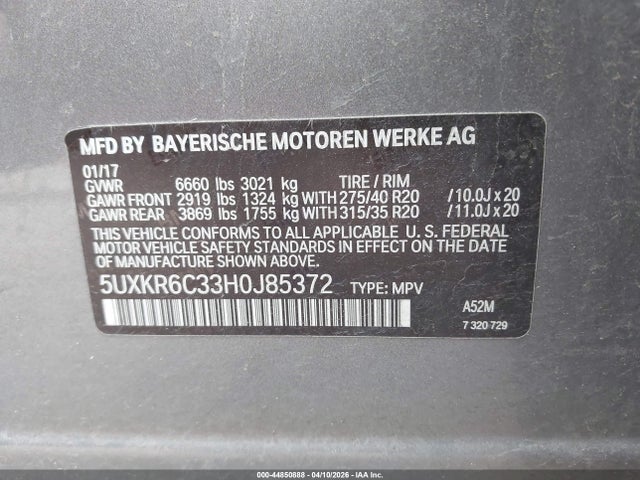 MFD BY BAYERISCHE MOTOREN WERKE AG
01/17
GVWR 6660 lbs 3021 kg TIRE / RIM
GAWR FRONT 2919 lbs 1324 kg WITH 275/40 R20 /10.0J x 20
GAWR REAR 3869 lbs 1755 kg WITH 315/35 R20 /11.0J x 20
THIS VEHICLE CONFORMS TO ALL APPLICABLE U. S. FEDERAL
MOTOR VEHICLE SAFETY STANDARDS IN EFFECT ON THE DATE
OF MANUFACTURE SHOWN ABOVE.
5UXKR6C33H0J85372 TYPE: MPV
A52M
7 320 729
000-44850888 - 04/10/2026 - IAA Inc.